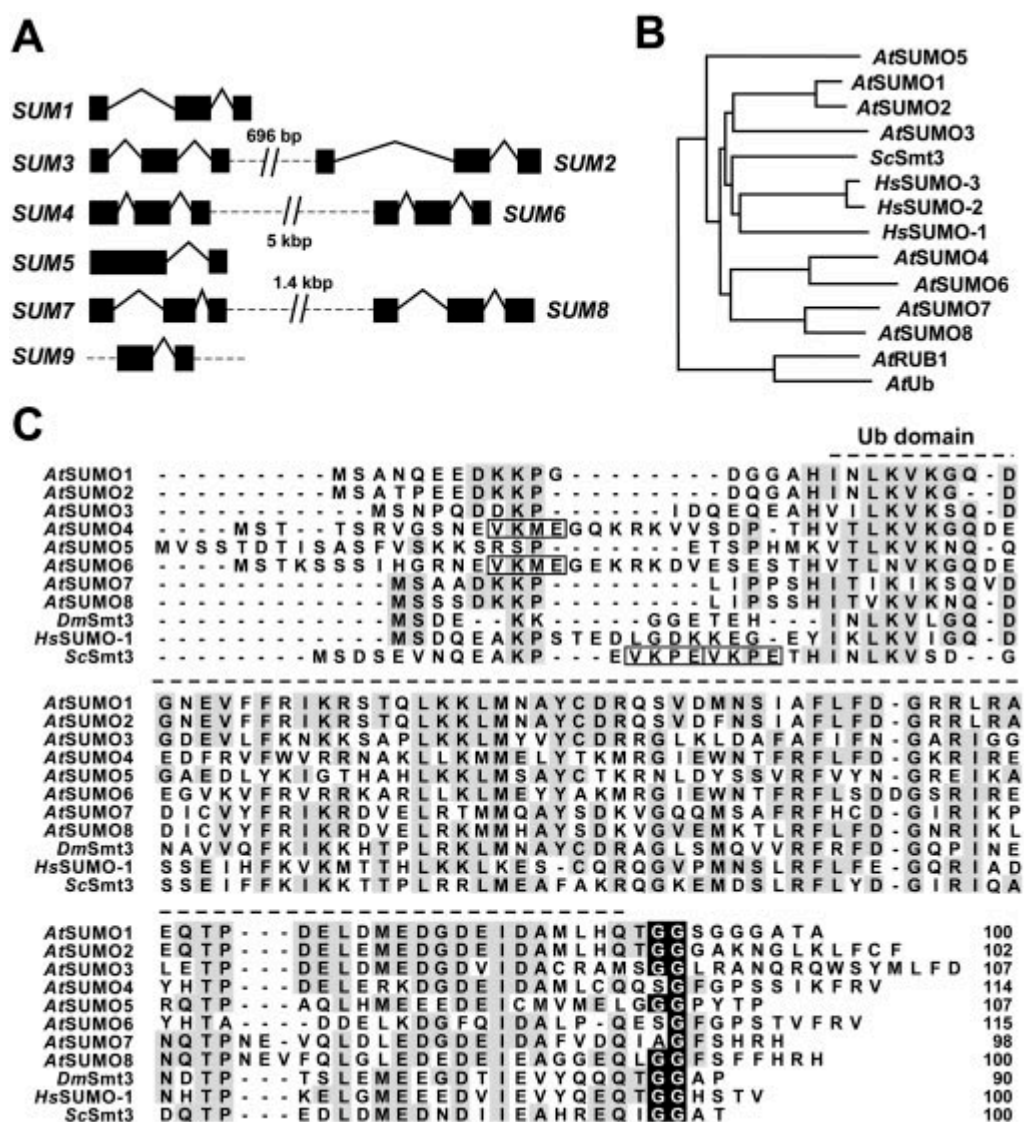 A
B
SUM1
696 bp
SUM3
SUM2
SUM4
SUM6
5 kbp
SUM5
1.4 kbp
SUM7
SUM8
SUM9
AtSUMO5
AtSUMO1
AtSUMO2
AtSUMO3
ScSmt3
HsSUMO-3
HsSUMO-2
HsSUMO-1
AtSUMO4
AtSUMO6
AtSUMO7
AtSUMO8
AtRUB1
AtUb
C
Ub domain
AtSUMO1 - - - - - - - - - M S A N Q E E D K K P G - - - - - - - - D G G A H I N L K V K G Q - D
AtSUMO2 - - - - - - - - - M S A T P E E D K K P - - - - - - - - - D Q G A H I N L K V K G - - D
AtSUMO3 - - - - - - - - - - - M S N P Q D D K P - - - - - - I D Q E Q E A H V I L K V K S Q - D
AtSUMO4 - - - - M S T - - T S R V G S N E V K M E G Q K R K V V S D P - T H V T L K V K G Q D E
AtSUMO5 M V S S T D T I S A S F V S K K S R S P - - - - - - - E T S P H M K V T L K V K N Q - Q
AtSUMO6 - - - - M S T K S S S I H G R N E V K M E G E K R K D V E S E S T H V T L N V K G Q D E
AtSUMO7 - - - - - - - - - - - - M S A A D K K P - - - - - - - - L I P P S H I T I K I K S Q V D
AtSUMO8 - - - - - - - - - - - - M S S S D K K P - - - - - - - - L I P S S H I T V K V K N Q - D
DmSmt3 - - - - - - - - - - - - M S D E - - K K - - - - - G G E T E H - - - I N L K V K G Q - D
HsSUMO-1 - - - - - - - - - - - - M S D Q E A K P S T E D L G D K K E G - E Y I K L K V I G Q - D
ScSmt3 - - - - - - - - M S D S E V N Q E A K P - - - E V K P E V K P E T H I N L K V S D - - G
AtSUMO1 G N E V F F R I K R S T Q L K K L M N A Y C D R Q S V D M N S I A F L F D - G R R L R A
AtSUMO2 G N E V F F R I K R S T Q L K K L M N A Y C D R Q S V D F N S I A F L F D - G R R L R A
AtSUMO3 G D E V L F K N K K S A P L K K L M Y V Y C D R R G L K L D A F A F I F N - G A R I G G
AtSUMO4 E D F R V F W R V R R N A K L L K M M E L Y T K M R G I E W N T F R F L F D - G K R I R E
AtSUMO5 G A E D L Y K I G T H A H L K K L M S A Y C T K R N L D Y S S V R F V Y N - G R E I K A
AtSUMO6 E G V K V F R V R R K A R L L K L M E Y Y A K M R G I E W N T F R F L S D D G S R I R E
AtSUMO7 D I C V Y F R I K R D V E L R T M M Q A Y S D K V G Q Q M S A F R F H C D - G I R I K P
AtSUMO8 D I C V Y F R I K R D V E L R K M M H A Y S D K V G V E M K T L R F L F D - G N R I K L
DmSmt3 N A V V Q F K I K K H T P L R K L M N A Y C D R A G L S M Q V V R F R F D - G Q P I N E
HsSUMO-1 S S E I H F K V K M T T H L K K L K E S - C Q R Q G V P M N S L R F L F E - G Q R I A D
ScSmt3 S S E I F F K I K K T T P L R R L M E A F A K R Q G K E M D S L R F L Y D - G I R I Q A
AtSUMO1 E Q T P - - - D E L D M E D G D E I D A M L H Q T G G S G G G A T A 100
AtSUMO2 E Q T P - - - D E L D M E D G D E I D A M L H Q T G G G A K N G L K L F C F 102
AtSUMO3 L E T P - - - D E L D M E D G D V I D A C R A M S G G L R A N Q R Q W S Y M L F D 107
AtSUMO4 Y H T P - - - D E L E R K D G D E I D A M L C Q Q S G F G P S S I K F R V 114
AtSUMO5 R Q T P - - - A Q L H M E E E D E I C M V M E L G G G P Y T P 107
AtSUMO6 Y H T A - - - D D E L K D G F Q I D A L P - Q E S G F G P S T V F R V 115
AtSUMO7 N Q T P N E - V Q L D L E D G D E I D A F V D Q I A G F S H R H 98
AtSUMO8 N Q T P N E V F Q L G L E D E D E I E A G G E Q L G G F S F F H R H 100
DmSmt3 N D T P - - - T S L E M E E G D T I E V Y Q Q Q T G G A P 90
HsSUMO-1 N H T P - - - K E L G M E E E D V I E V Y Q E Q T G G H S T V 100
ScSmt3 D Q T P - - - E D L D M E D N D I I E A H R E Q I G G A T 100